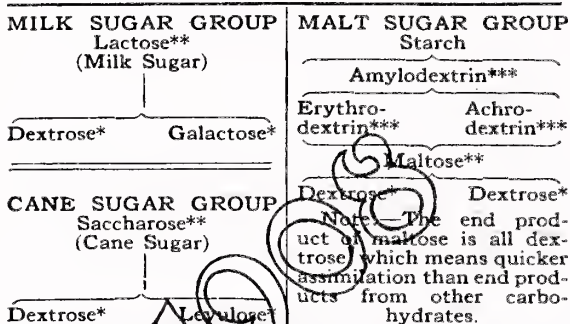 MILK SUGAR GROUP
Lactose**
(Milk Sugar)
Dextrose* Galactose*
CANE SUGAR GROUP
Saccharose**
(Cane Sugar)
Dextrose* Levulose*
MALT SUGAR GROUP
Starch
Amylodextrin***
Erythro- Achro-
dextrin*** dextrin***
Maltose**
Dextrose* Dextrose*
Note.—The end prod-
uct of maltose is all dex-
trose, which means quicker
assimilation than end prod-
ucts from other carbo-
hydrates.